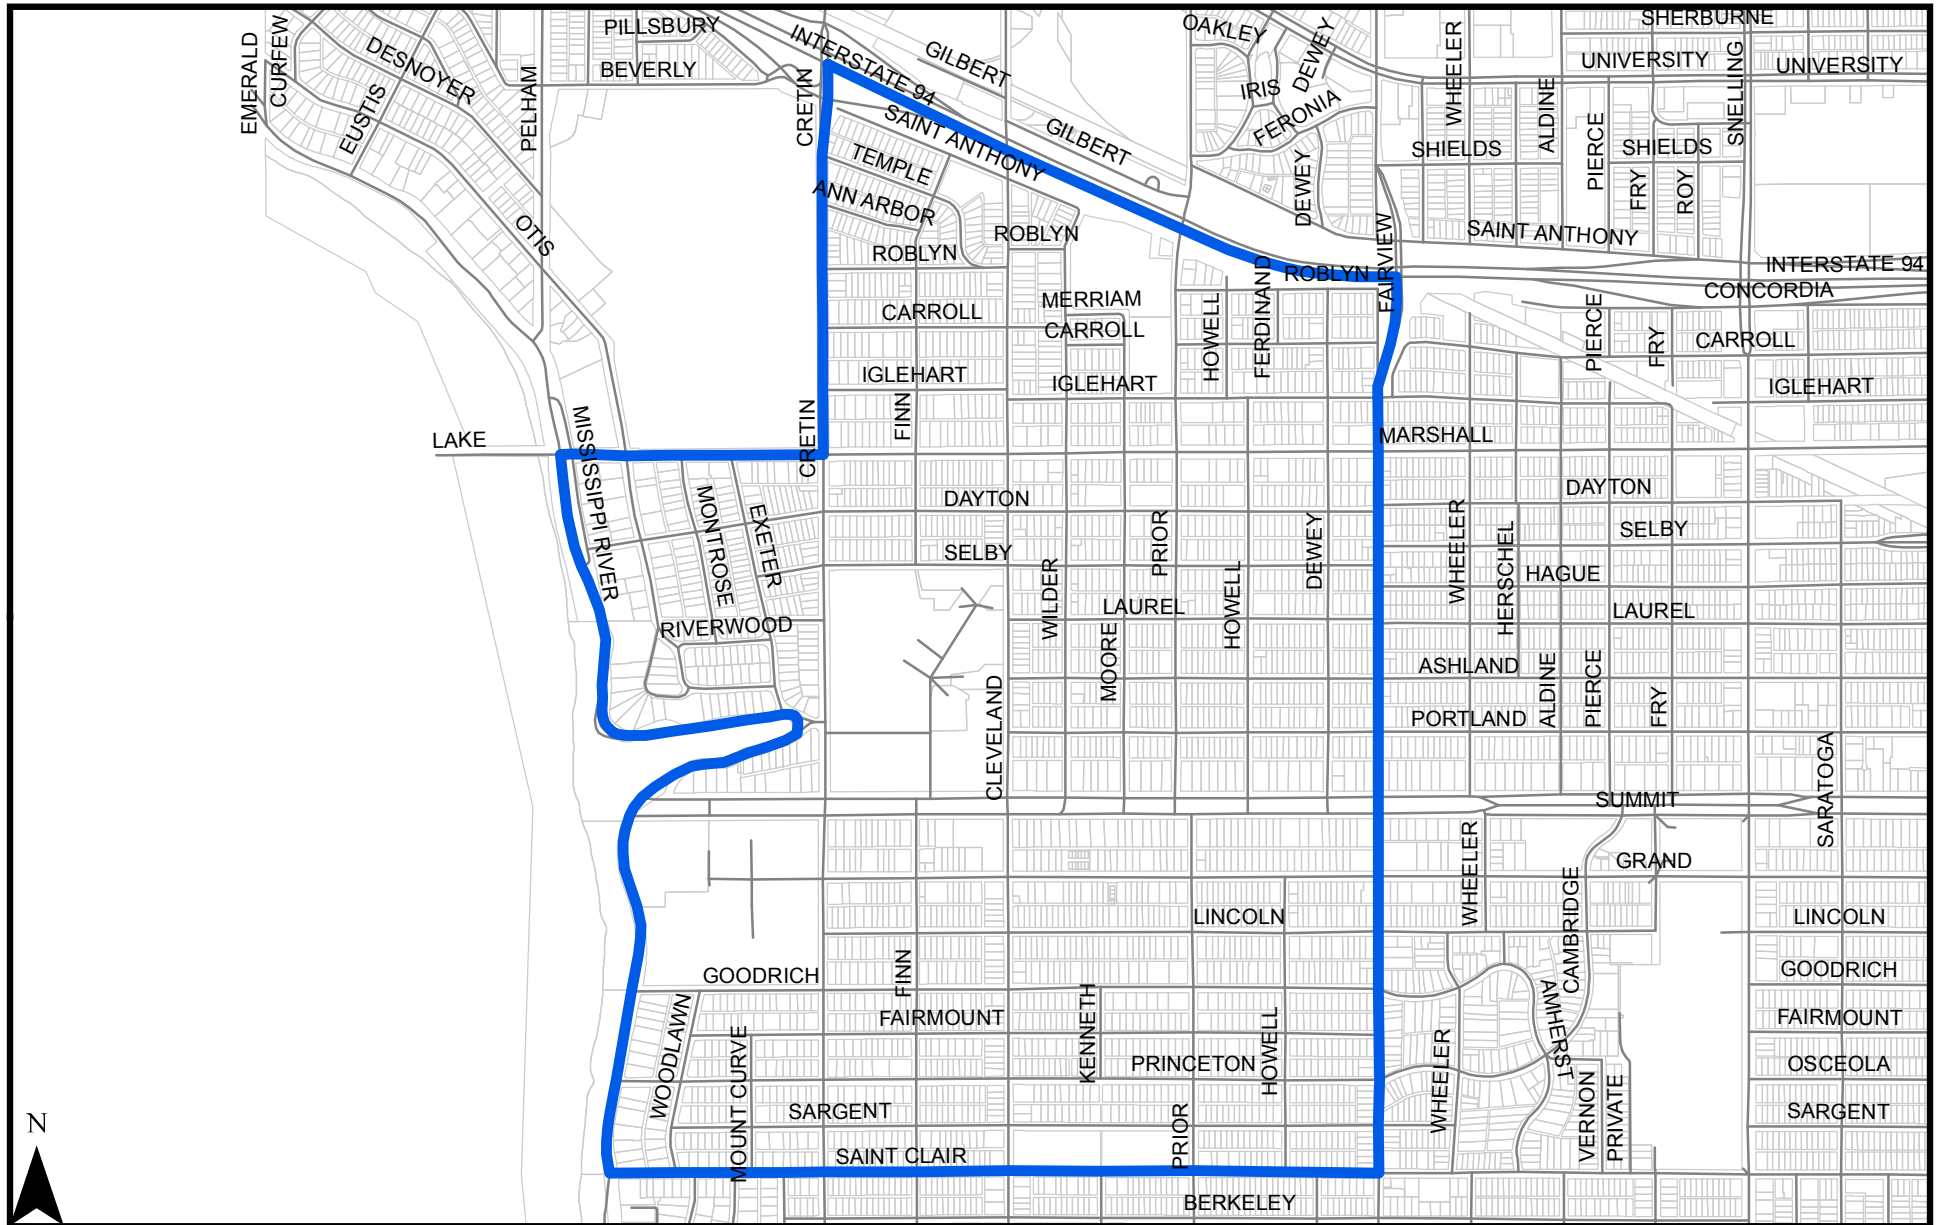 SHERBURNE
PILLSBURY
OAKLEY
DEWEY
WHEELER
INTERSTATE 94
GILBERT
EMERALD
CURFEW
DESNOYER
BEVERLY
UNIVERSITY
UNIVERSITY
SNELLING
EUSTIS
PELHAM
CRETIN
IRIS
FERONIA
ALDINE
SAINT ANTHONY
GILBERT
TEMPLE
SHIELDS
PIERCE
SHIELDS
ANN ARBOR
DEWEY
FRY
ROY
OTIS
ROBLYN
ROBLYN
SAINT ANTHONY
FAIRVIEW
ROBLYN
INTERSTATE 94
CONCORDIA
FERDINAND
MERRIAM
CARROLL
CARROLL
HOWELL
PIERCE
FRY
CARROLL
IGLEHART
IGLEHART
IGLEHART
FINN
LAKE
MISSISSIPPI RIVER
CRETIN
MARSHALL
DAYTON
DAYTON
MONTROSE
EXETER
SELBY
PRIOR
DEWEY
WHEELER
HERSCHEL
SELBY
HAGUE
WILDER
LAUREL
HOWELL
LAUREL
RIVERWOOD
MOORE
ASHLAND
ALDINE
PIERCE
FRY
PORTLAND
CLEVELAND
SARATOGA
SUMMIT
WHEELER
GRAND
CAMBRIDGE
LINCOLN
LINCOLN
GOODRICH
FINN
GOODRICH
WOODLAWN
FAIRMOUNT
KENNETH
HOWELL
AMHERST
FAIRMOUNT
MOUNT CURVE
PRINCETON
WHEELER
OSCEOLA
SARGENT
PRIOR
VERNON
PRIVATE
SARGENT
N
SAINT CLAIR
BERKELEY